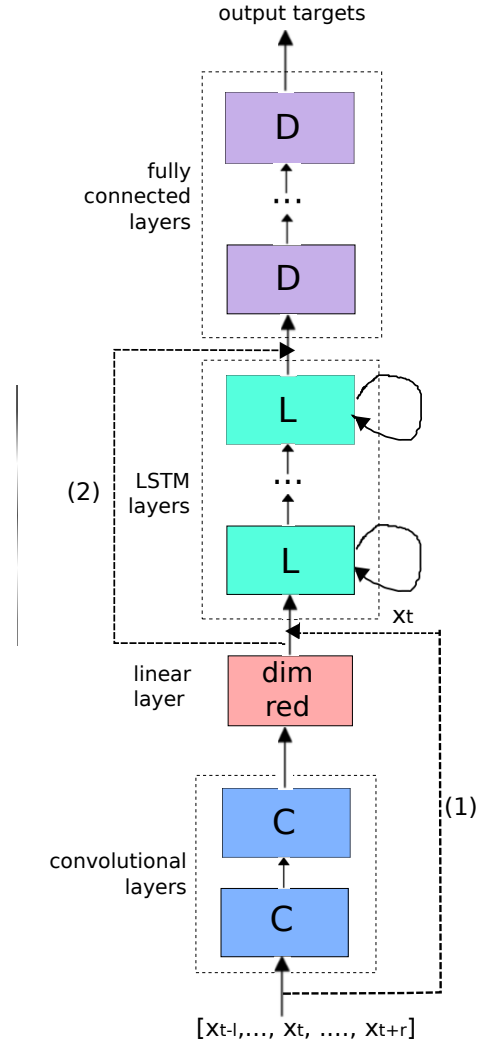 output targets
D
fully
connected
layers
...
D
L
(2)
LSTM
layers
...
L
xt
linear
layer
dim
red
C
(1)
convolutional
layers
C
[xt-l,..., xt, ...., xt+r]